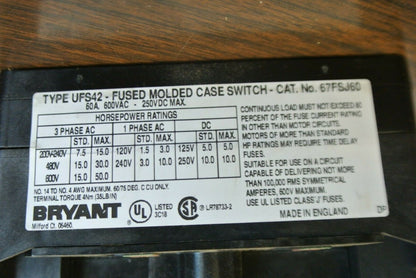 TYPE UFS42 - FUSED MOLDED CASE SWITCH - CAT. No. 67FSJ60
60A. 600VAC - 250VDC MAX.
HORSEPOWER RATINGS
3 PHASE AC 1 PHASE AC DC
STD. MAX. STD. MAX. STD. MAX.
200V-240V 7.5 15.0 120V 1.5 3.0 125V 5.0 5.0
480V 15.0 30.0 240V 3.0 10.0 250V 10.0 10.0
600V 15.0 50.0
NO. 14 TO NO. 4 AWG MAXIMUM. 60/75 DEG. C CU ONLY.
TERMINAL TORQUE 4Nm (35LB.IN)
CONTINUOUS LOAD MUST NOT EXCEED 80
PERCENT OF THE FUSE CURRENT RATING
IN OTHER THAN MOTOR CIRCUITS.
MAXIMUM MOTOR CIRCUIT
HP RATINGS MAY REQUIRE TIME DELAY
FUSES.
SUITABLE FOR USE ON A CIRCUIT
CAPABLE OF DELIVERING NOT MORE
THAN 100,000 RMS SYMMETRICAL
AMPERES, 600V MAXIMUM.
USE UL LISTED CLASS 'J' FUSES.
BRYANT
Milford Ct. 06460.
UL LISTED
3C18
SA LR78733-2
MADE IN ENGLAND